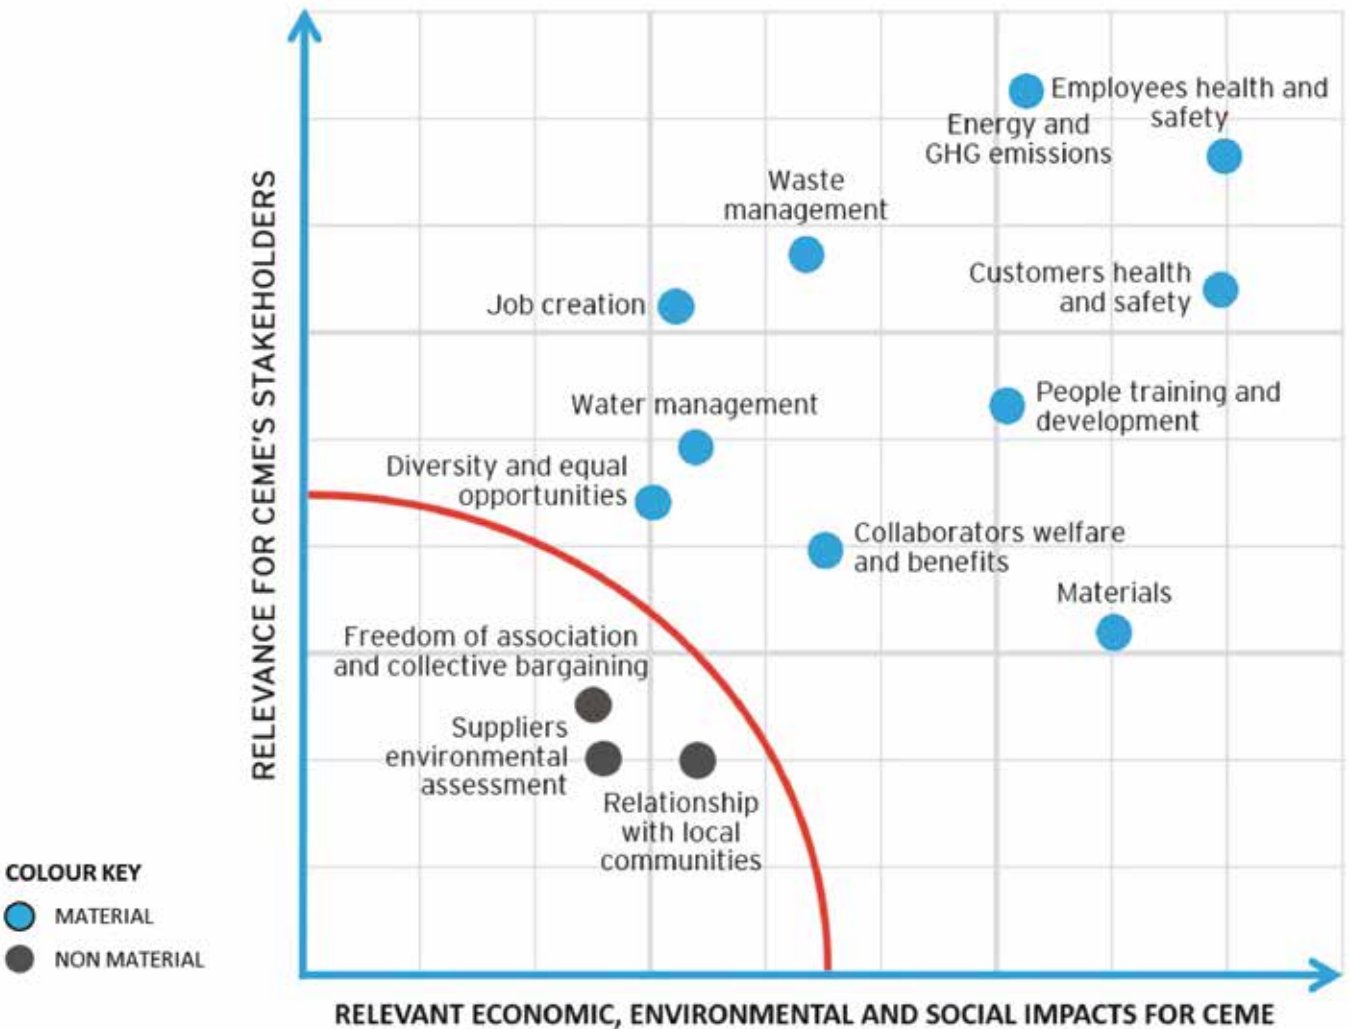 Employees health and
safety
Energy and
GHG emissions
Waste
management
Customers health
and safety
Job creation
People training and
development
Water management
Diversity and equal
opportunities
Collaborators welfare
and benefits
Materials
Freedom of association
and collective bargaining
Suppliers
environmental
assessment
Relationship
with local
communities
RELEVANCE FOR CEME'S STAKEHOLDERS
COLOUR KEY
MATERIAL
NON MATERIAL
RELEVANT ECONOMIC, ENVIRONMENTAL AND SOCIAL IMPACTS FOR CEME